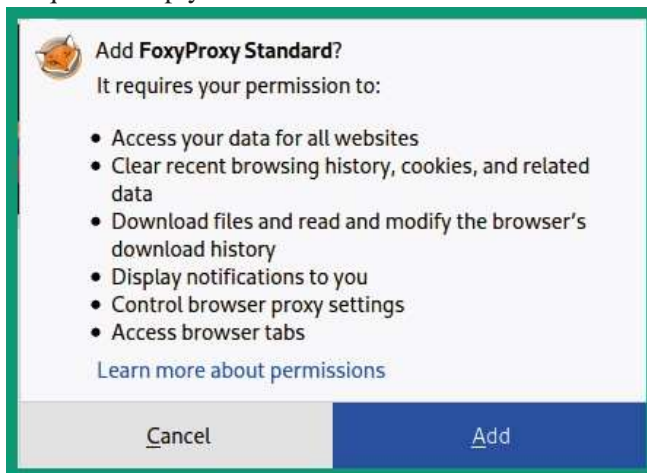 Add FoxyProxy Standard?
It requires your permission to:
• Access your data for all websites
• Clear recent browsing history, cookies, and related
data
• Download files and read and modify the browser's
download history
• Display notifications to you
• Control browser proxy settings
• Access browser tabs
Learn more about permissions
Cancel
Add